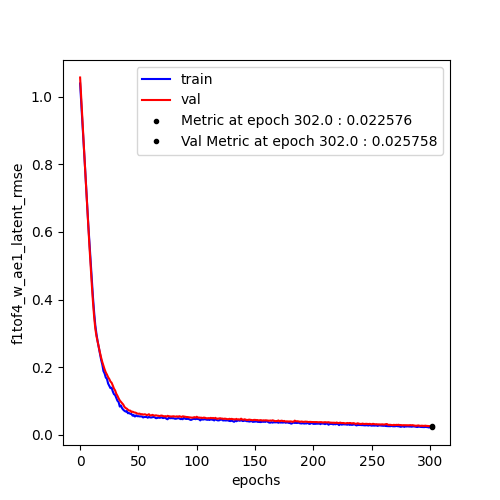 train
val
Metric at epoch 302.0 : 0.022576
Val Metric at epoch 302.0 : 0.025758
f1tof4_w_ae1_latent_rmse
1.0
0.8
0.6
0.4
0.2
0.0
0 50 100 150 200 250 300
epochs